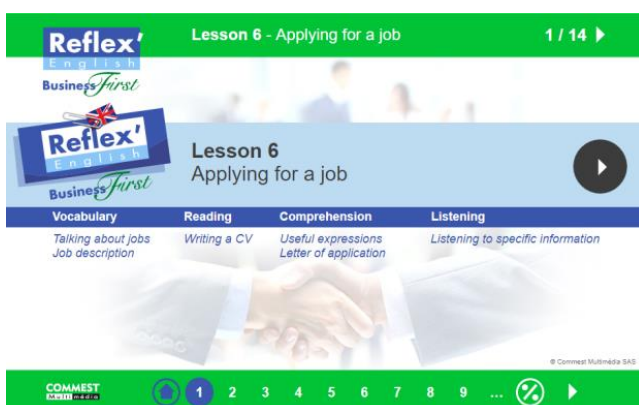 Reflex'
English
Business First
Lesson 6 - Applying for a job
1 / 14
Reflex'
English
Business First
Lesson 6
Applying for a job
Vocabulary Reading Comprehension Listening
Talking about jobs Writing a CV Useful expressions Listening to specific information
Job description Letter of application
© Commest Multimédia SAS
COMMEST
Multimédia
1 2 3 4 5 6 7 8 9 ...